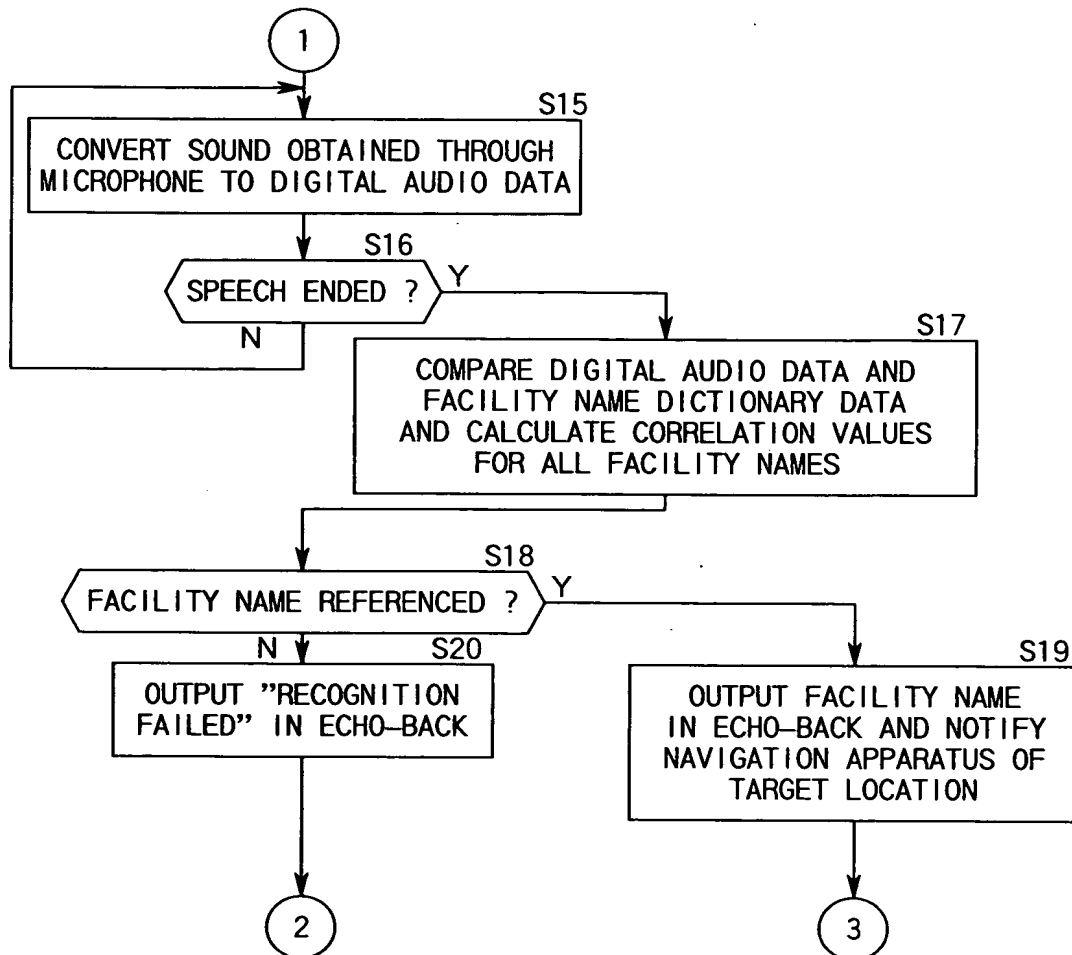 1
S15
CONVERT SOUND OBTAINED THROUGH
MICROPHONE TO DIGITAL AUDIO DATA
S16
SPEECH ENDED ?
Y
N
S17
COMPARE DIGITAL AUDIO DATA AND
FACILITY NAME DICTIONARY DATA
AND CALCULATE CORRELATION VALUES
FOR ALL FACILITY NAMES
S18
FACILITY NAME REFERENCED ?
Y
N
S20
OUTPUT ”RECOGNITION
FAILED” IN ECHO–BACK
S19
OUTPUT FACILITY NAME
IN ECHO–BACK AND NOTIFY
NAVIGATION APPARATUS OF
TARGET LOCATION
2
3